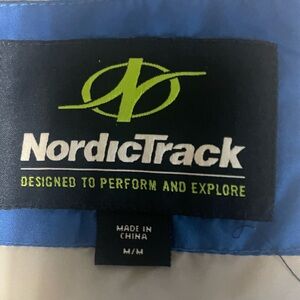 NordicTrack
DESIGNED TO PERFORM AND EXPLORE
MADE IN
CHINA
M/M